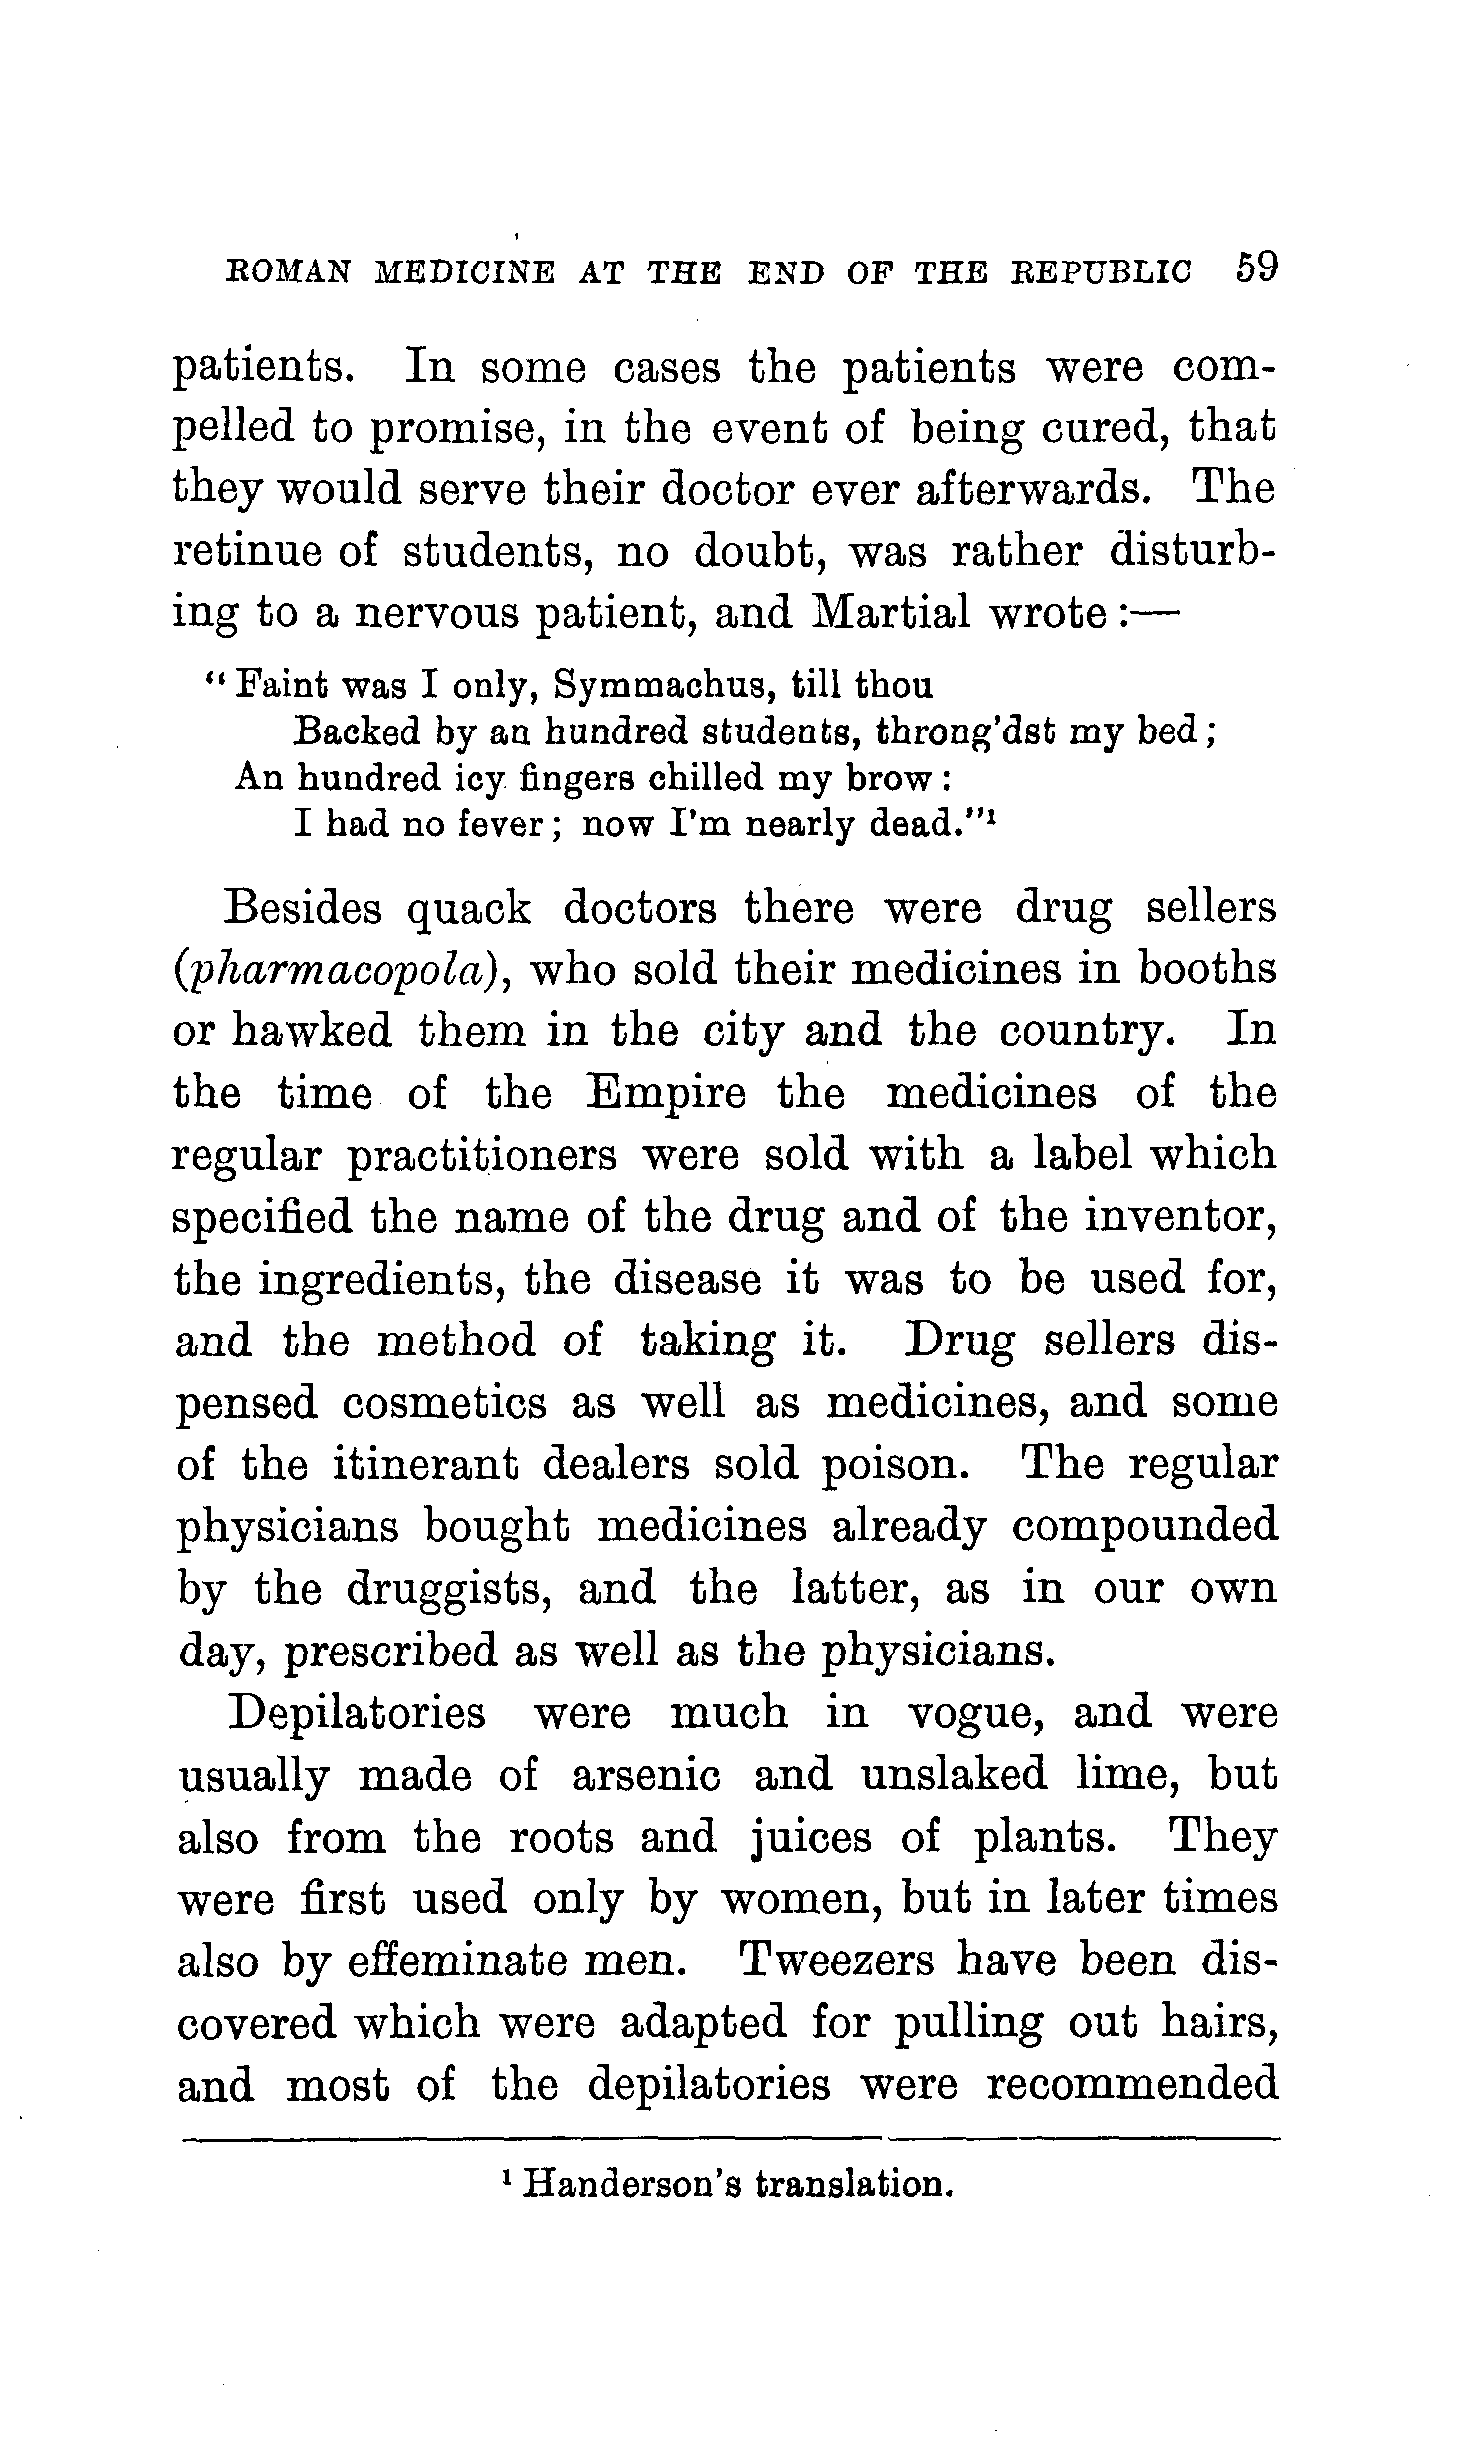 ROMAN MEDICINE AT THE END OF THE REPUBLIC 59
patients. In some cases the patients were com-
pelled to promise, in the event of being cured, that
they would serve their doctor ever afterwards. The
retinue of students, no doubt, was rather disturb-
ing to a nervous patient, and Martial wrote :—
“ Faint was I only, Symmachus, till thou
Backed by an hundred students, throng'dst my bed ;
An hundred icy fingers chilled my brow :
I had no fever ; now I'm nearly dead.”¹
Besides quack doctors there were drug sellers
(pharmacopola), who sold their medicines in booths
or hawked them in the city and the country. In
the time of the Empire the medicines of the
regular practitioners were sold with a label which
specified the name of the drug and of the inventor,
the ingredients, the disease it was to be used for,
and the method of taking it. Drug sellers dis-
pensed cosmetics as well as medicines, and some
of the itinerant dealers sold poison. The regular
physicians bought medicines already compounded
by the druggists, and the latter, as in our own
day, prescribed as well as the physicians.
Depilatories were much in vogue, and were
usually made of arsenic and unslaked lime, but
also from the roots and juices of plants. They
were first used only by women, but in later times
also by effeminate men. Tweezers have been dis-
covered which were adapted for pulling out hairs,
and most of the depilatories were recommended
¹ Handerson's translation.